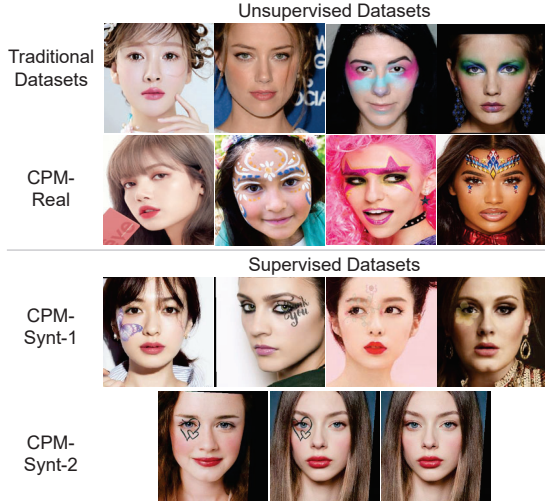 Unsupervised Datasets
Traditional
Datasets
CPM-
Real
Supervised Datasets
CPM-
Synt-1
CPM-
Synt-2